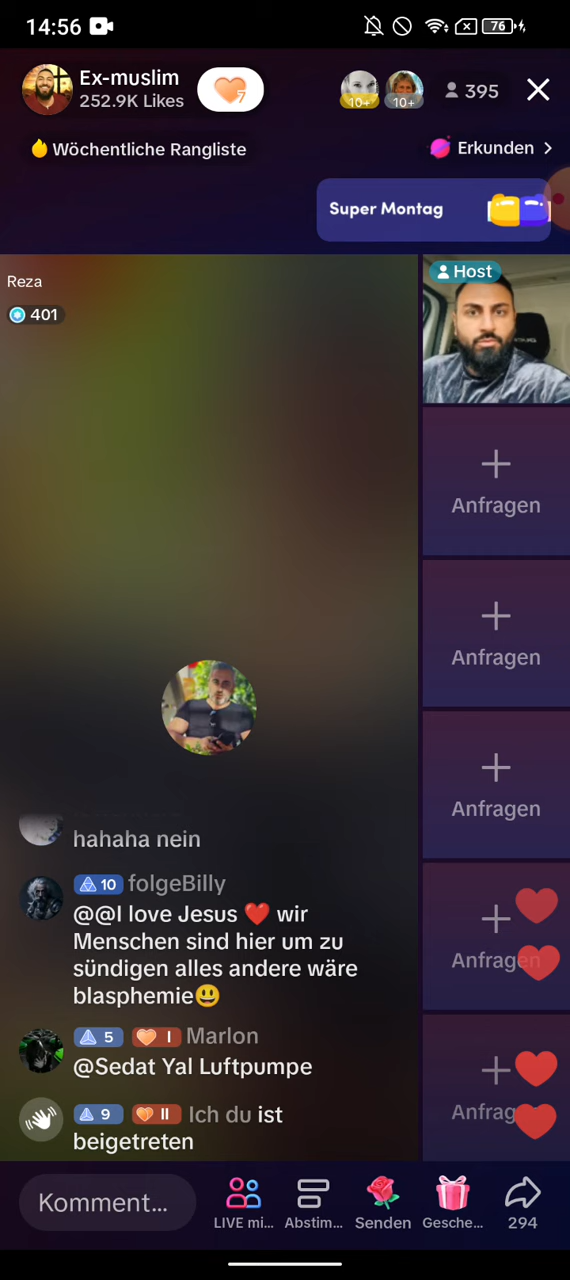 14:56
76
Ex-muslim
252.9K Likes
7
10+
10+
395
Wöchentliche Rangliste
Erkunden >
Super Montag
Reza
401
Host
Anfragen
Anfragen
Anfragen
Anfragen
Anfrag
hahaha nein
10 folgeBilly
@@I love Jesus ❤️ wir
Menschen sind hier um zu
sündigen alles andere wäre
blasphemie😃
5 I Marlon
@Sedat Yal Luftpumpe
9 II Ich du ist
beigetreten
Komment...
LIVE mi...
Abstim...
Senden
Gesche...
294